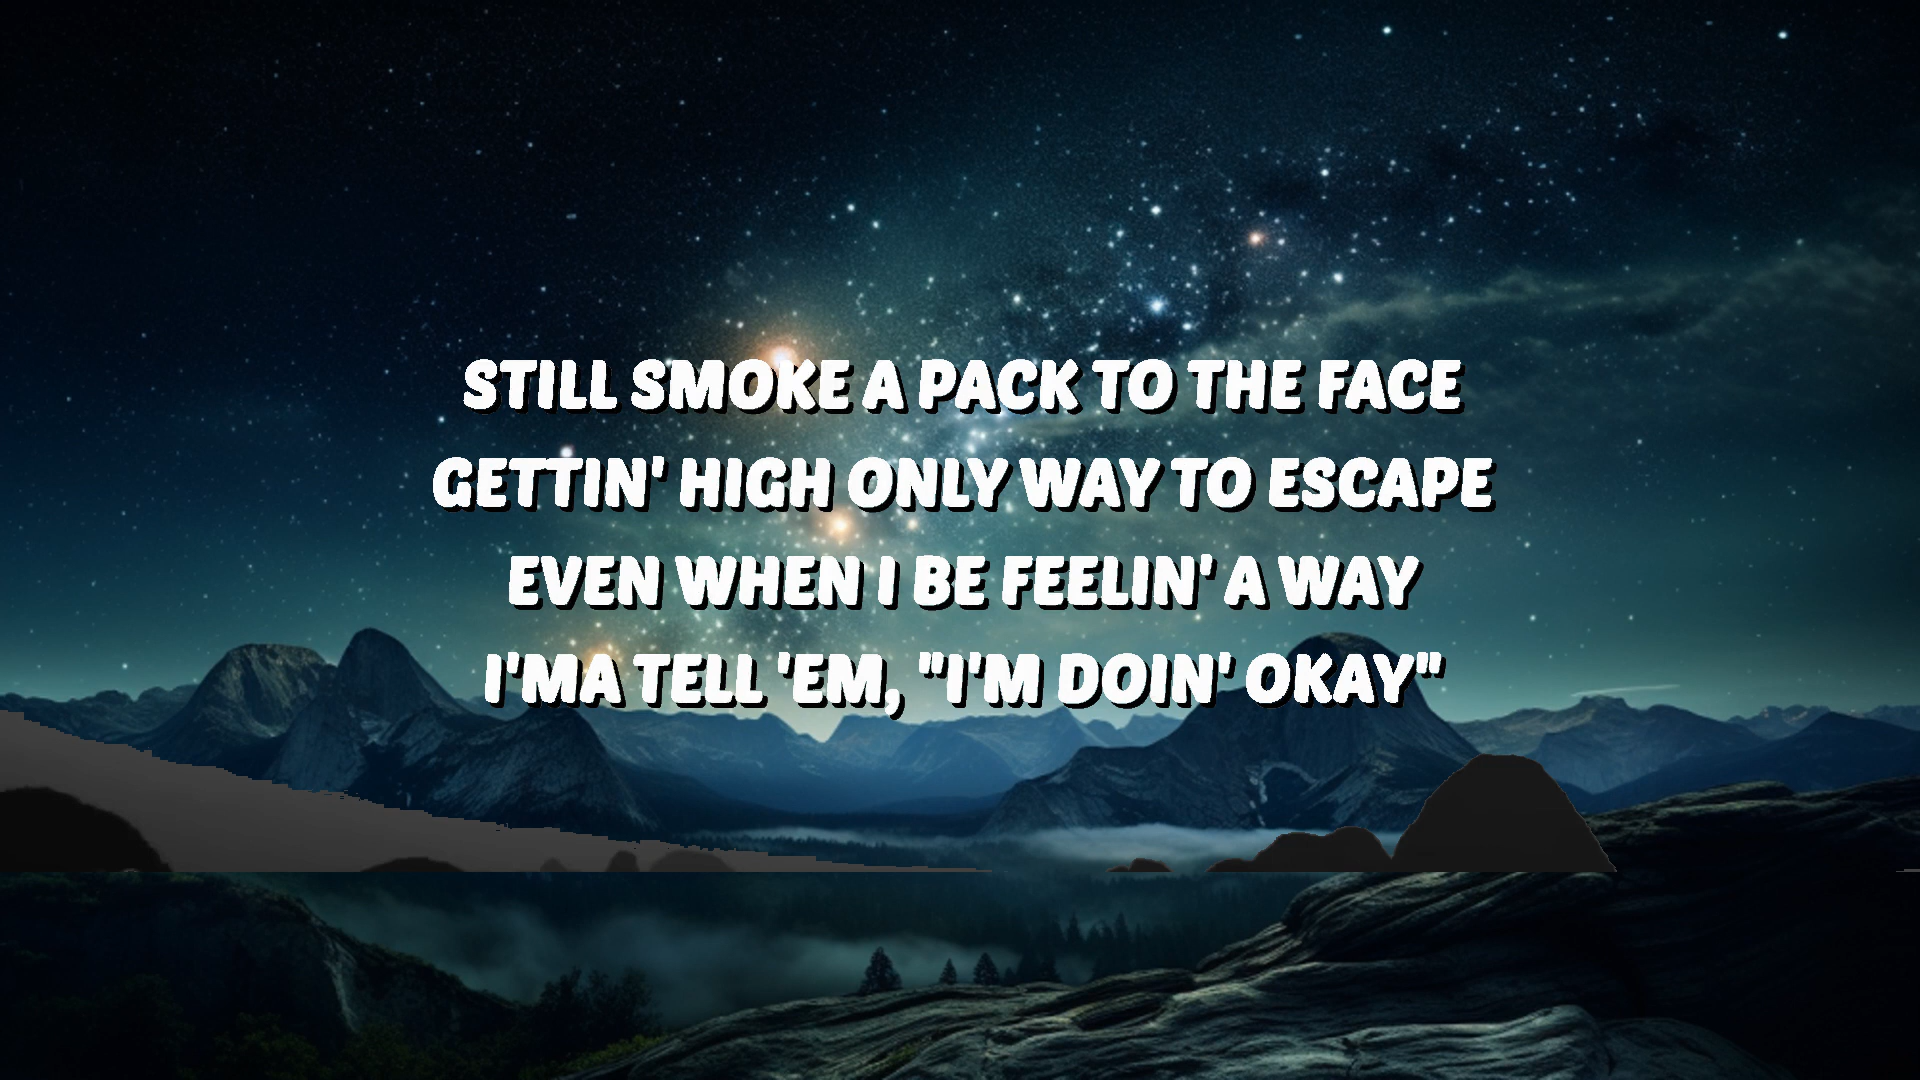 STILL SMOKE A PACK TO THE FACE
GETTIN' HIGH ONLY WAY TO ESCAPE
EVEN WHEN I BE FEELIN' A WAY
I'MA TELL 'EM, "I'M DOIN' OKAY"